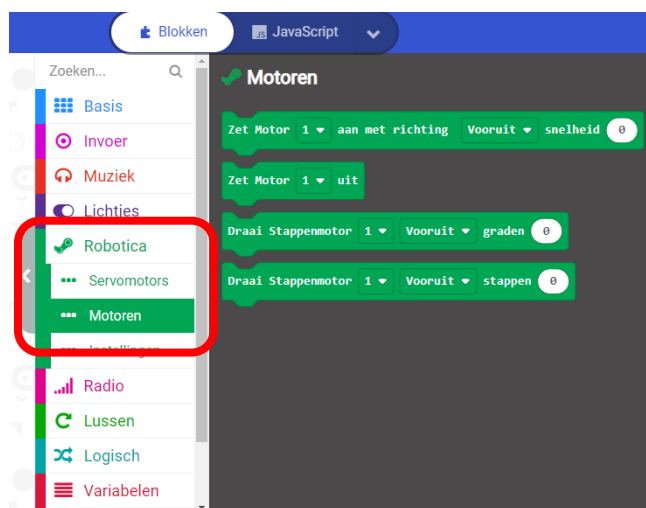 Blokken
JS JavaScript
Zoeken...
Basis
Invoer
Muziek
Lichtjes
Robotica
Servomotors
Motoren
Instellingen
Radio
Lussen
Logisch
Variabelen
Motoren
Zet Motor 1 aan met richting Vooruit snelheid 0
Zet Motor 1 uit
Draai Stappenmotor 1 Vooruit graden 0
Draai Stappenmotor 1 Vooruit stappen 0